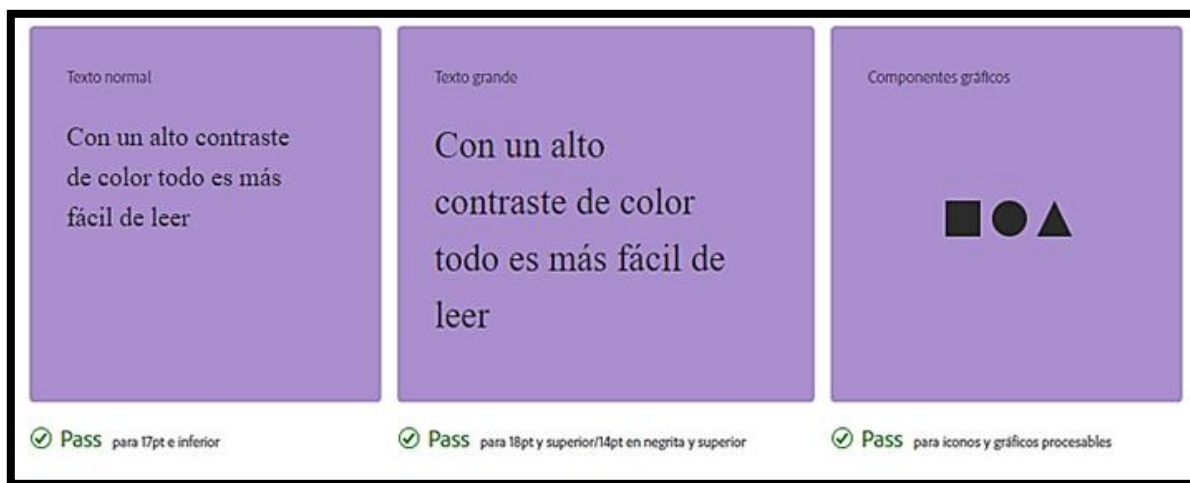 Texto normal
Con un alto contraste
de color todo es más
fácil de leer
Pass para 17pt e inferior
Texto grande
Con un alto
contraste de color
todo es más fácil de
leer
Pass para 18pt y superior/14pt en negrita y superior
Componentes gráficos
Pass para iconos y gráficos procesables